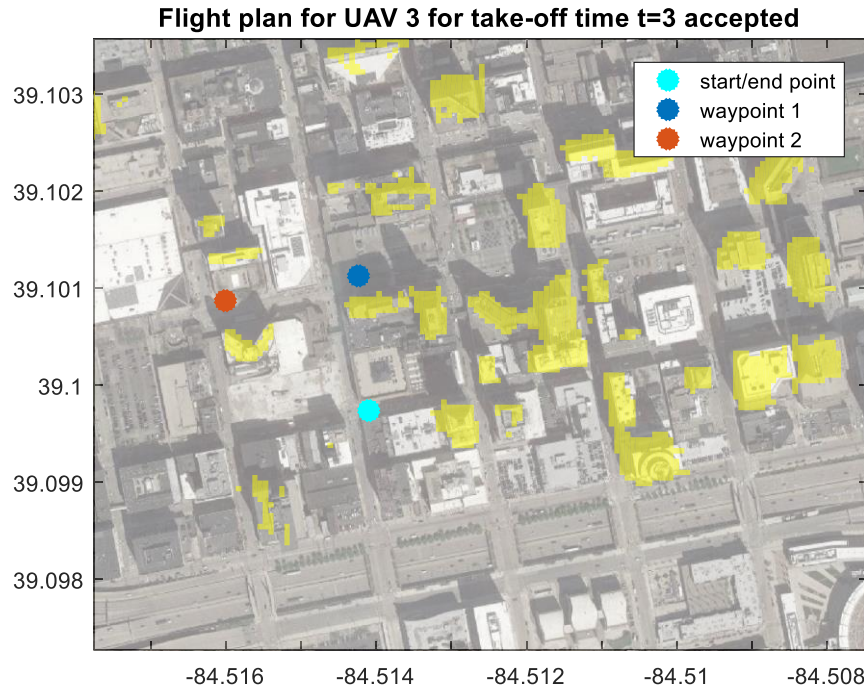 Flight plan for UAV 3 for take-off time t=3 accepted
start/end point
waypoint 1
waypoint 2
39.103
39.102
39.101
39.1
39.099
39.098
-84.516
-84.514
-84.512
-84.51
-84.508